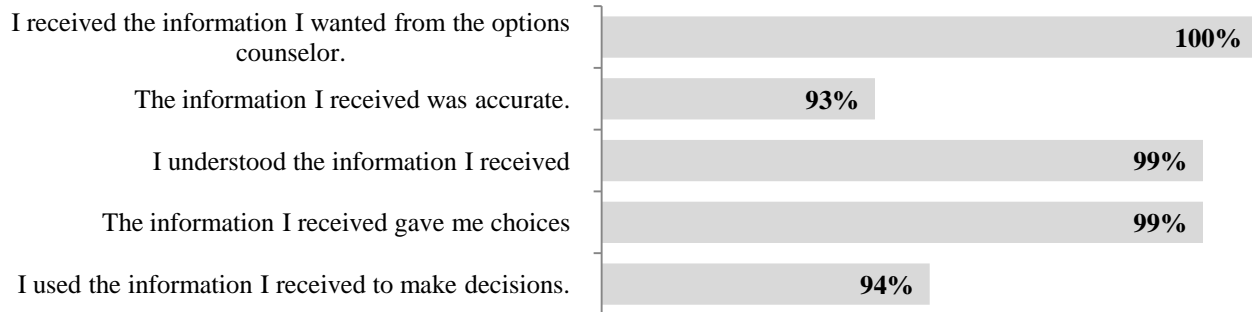 I received the information I wanted from the options
counselor.
100%
The information I received was accurate.
93%
I understood the information I received
99%
The information I received gave me choices
99%
I used the information I received to make decisions.
94%